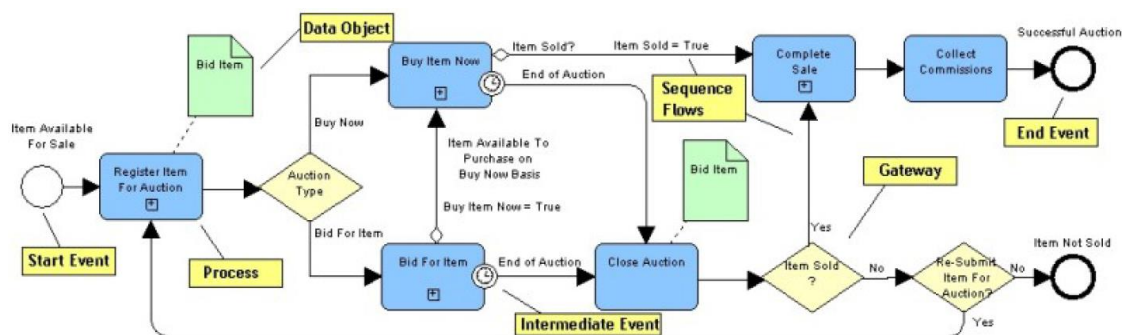 Data Object
Bid Item
Item Available
For Sale
Register Item
For Auction
Start Event
Process
Auction
Type
Buy Now
Bid For Item
Buy Item Now
Item Sold?
Item Sold = True
End of Auction
Item Available To
Purchase on
Buy Now Basis
Buy Item Now = True
Bid For Item
End of Auction
Intermediate Event
Close Auction
Bid Item
Sequence
Flows
Complete
Sale
Collect
Commissions
Successful Auction
End Event
Gateway
Yes
Item Sold
?
No
Re-Submit
Item For
Auction?
No
Yes
Item Not Sold